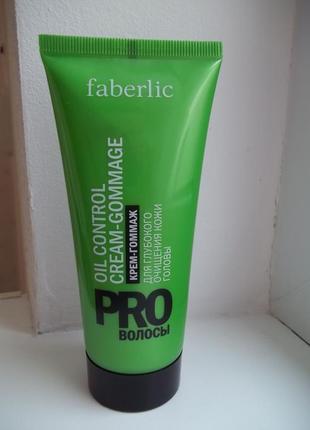 faberlic
OIL CONTROL
CREAM-GOMMAGE
КРЕМ-ГОММАЖ
ДЛЯ ГЛУБОКОГО
ОЧИЩЕНИЯ КОЖИ
ГОЛОВЫ
PRO
ВОЛОСЫ